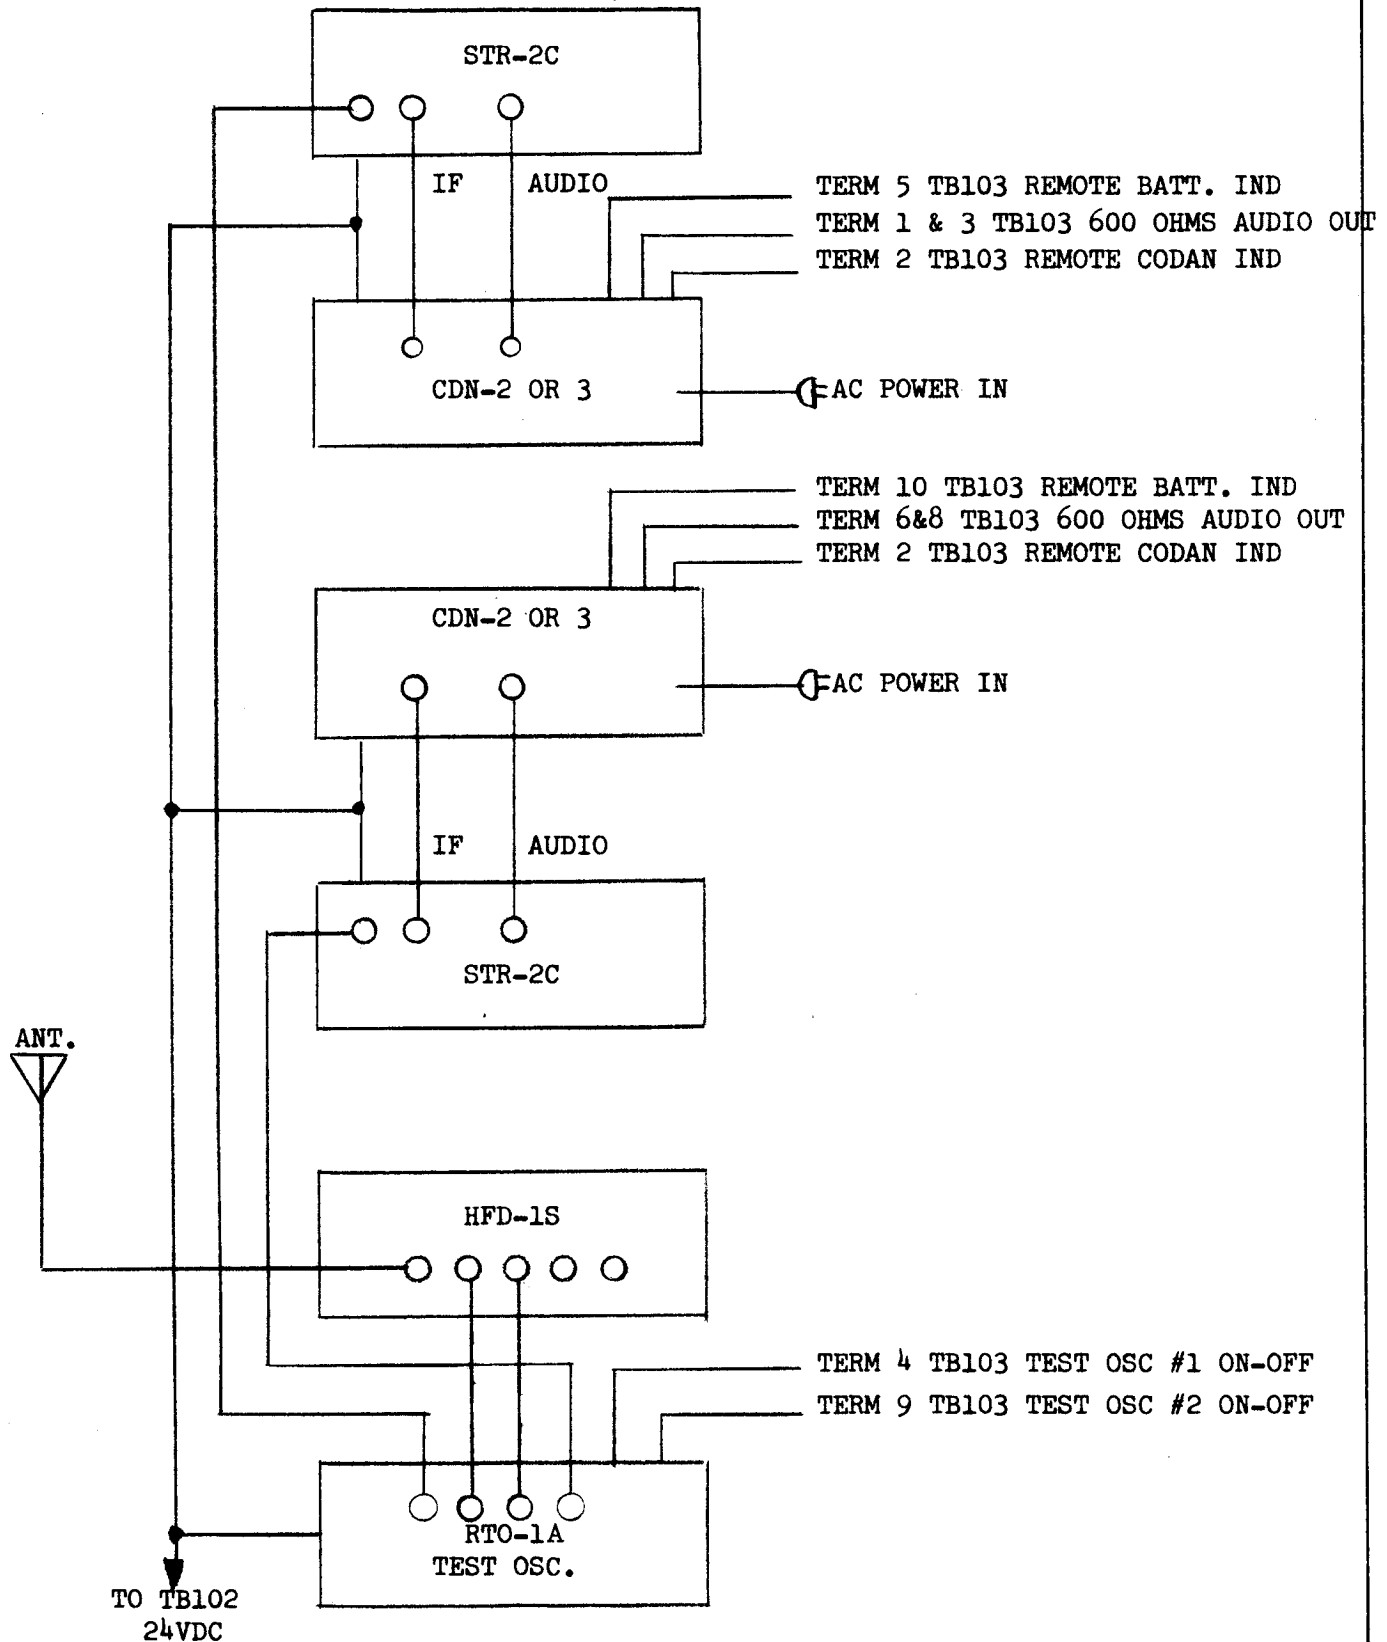 STR-2C
IF AUDIO
TERM 5 TB103 REMOTE BATT. IND
TERM 1 & 3 TB103 600 OHMS AUDIO OUT
TERM 2 TB103 REMOTE CODAN IND
CDN-2 OR 3
AC POWER IN
TERM 10 TB103 REMOTE BATT. IND
TERM 6&8 TB103 600 OHMS AUDIO OUT
TERM 2 TB103 REMOTE CODAN IND
CDN-2 OR 3
AC POWER IN
IF AUDIO
STR-2C
ANT.
HFD-1S
TERM 4 TB103 TEST OSC #1 ON-OFF
TERM 9 TB103 TEST OSC #2 ON-OFF
RTO-1A
TEST OSC.
TO TB102
24VDC